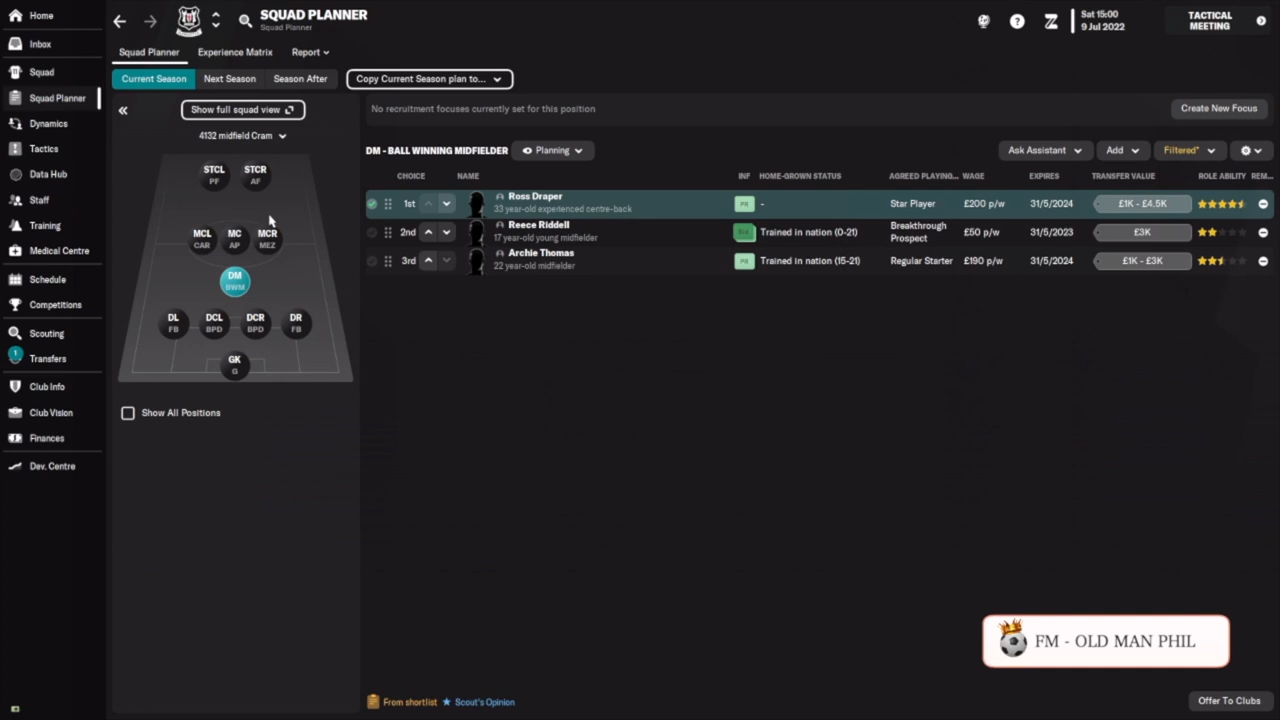 Home
SQUAD PLANNER
Squad Planner
Sat 15:00
9 Jul 2022
TACTICAL
MEETING
Inbox
Squad
Squad Planner
Dynamics
Tactics
Data Hub
Staff
Training
Medical Centre
Schedule
Competitions
Scouting
1
Transfers
Club Info
Club Vision
Finances
Dev. Centre
Squad Planner Experience Matrix Report
Current Season Next Season Season After Copy Current Season plan to...
Show full squad view
4132 midfield Cram
STCL STCR
PF AF
MCL MC MCR
CAR AP MEZ
DM
BWM
DL DCL DCR DR
FB BPD BPD FB
GK
G
Show All Positions
No recruitment focuses currently set for this position Create New Focus
DM - BALL WINNING MIDFIELDER Planning Ask Assistant Add Filtered*
CHOICE NAME INF HOME-GROWN STATUS AGREED PLAYING... WAGE EXPIRES TRANSFER VALUE ROLE ABILITY REM...
1st Ross Draper - Star Player £200 p/w 31/5/2024 £1K - £4.5K
33 year-old experienced centre-back
2nd Reece Riddell Trained in nation (0-21) Breakthrough Prospect £50 p/w 31/5/2023 £3K
17 year-old young midfielder
3rd Archie Thomas Trained in nation (15-21) Regular Starter £190 p/w 31/5/2024 £1K - £3K
22 year-old midfielder
FM - OLD MAN PHIL
From shortlist Scout's Opinion Offer To Clubs